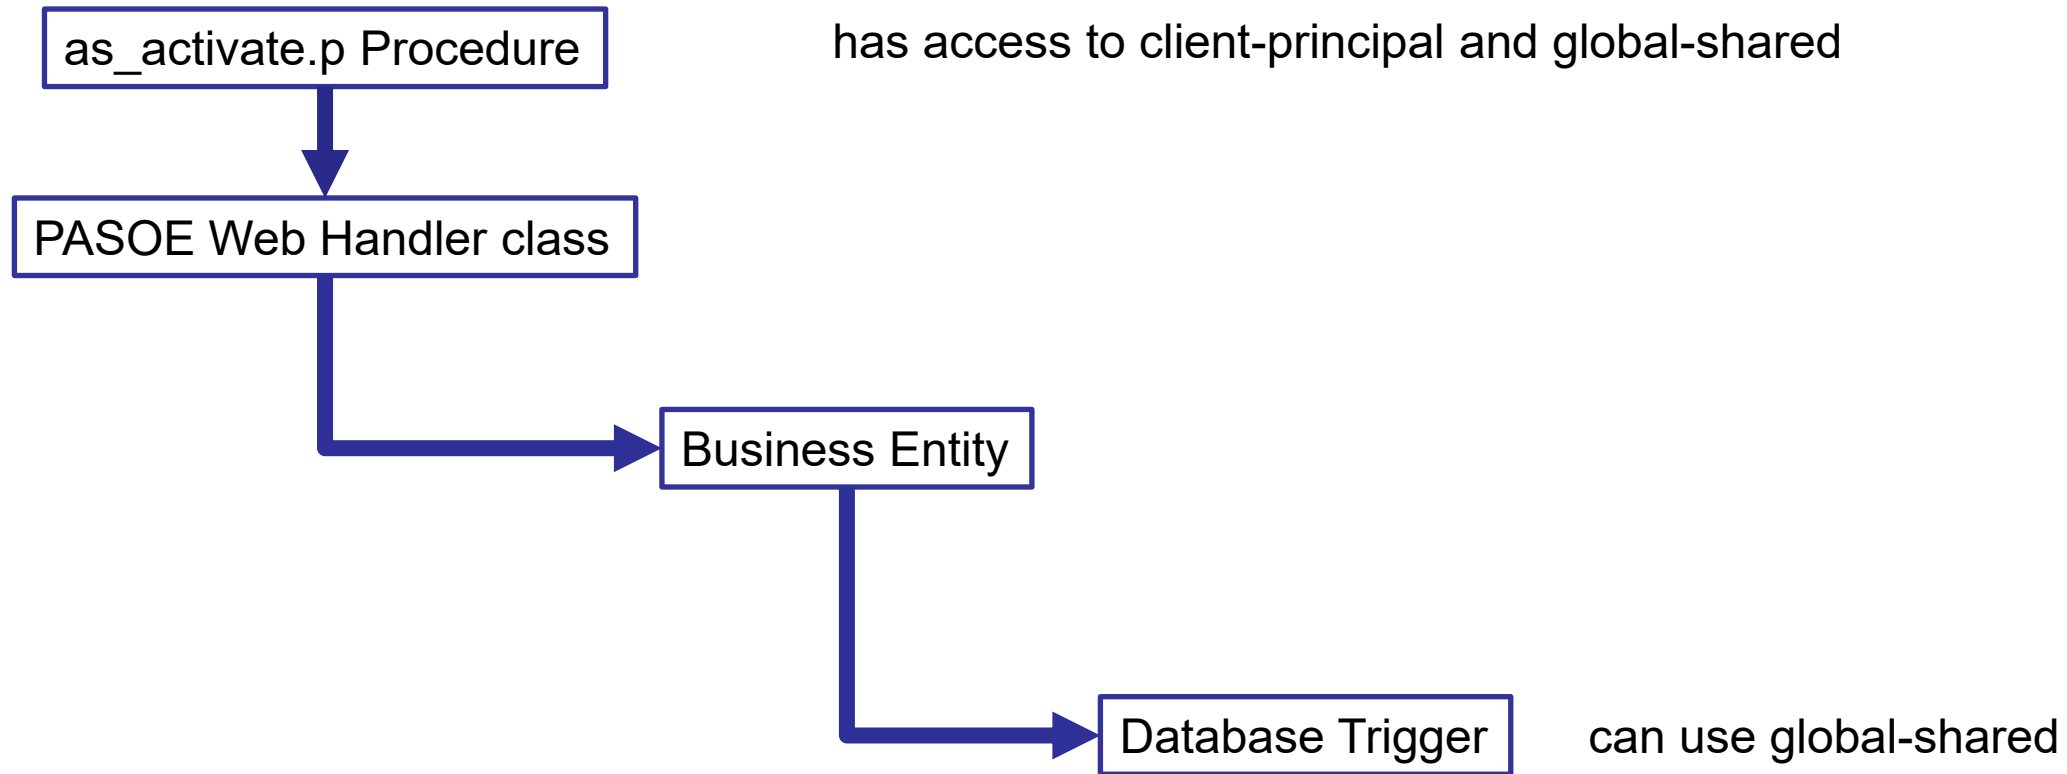 as_activate.p Procedure
has access to client-principal and global-shared
PASOE Web Handler class
Business Entity
Database Trigger
can use global-shared